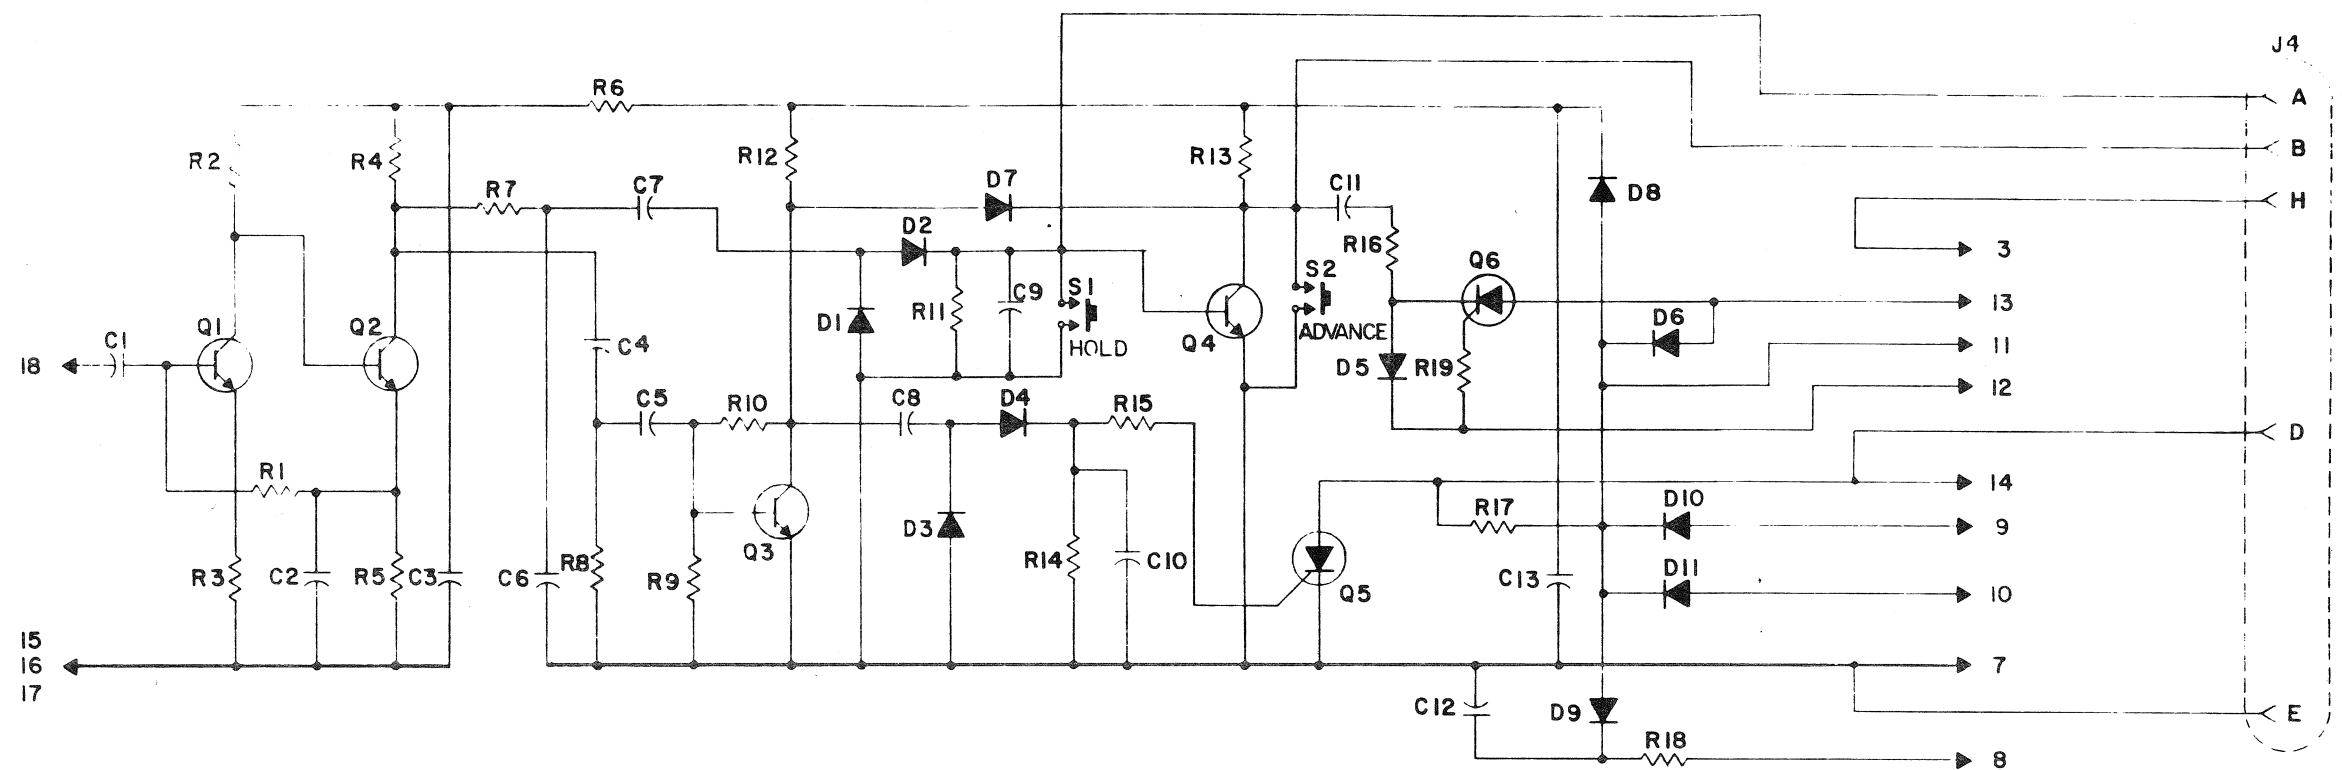 J4
R6
A
R2
R4
R12
R13
B
R7
C7
D7
C11
D8
H
D2
R16
3
Q6
S2
C9
S1
13
R11
D1
D6
Q1
Q2
ADVANCE
C1
C4
HOLD
Q4
11
18
D5
R19
12
C5
R10
C8
D4
R15
D
R1
14
R17
D10
9
D3
Q3
R14
C10
R3
C2
R5
C3
C6
R8
R9
Q5
C13
D11
10
15
16
17
7
C12
D9
E
R18
8